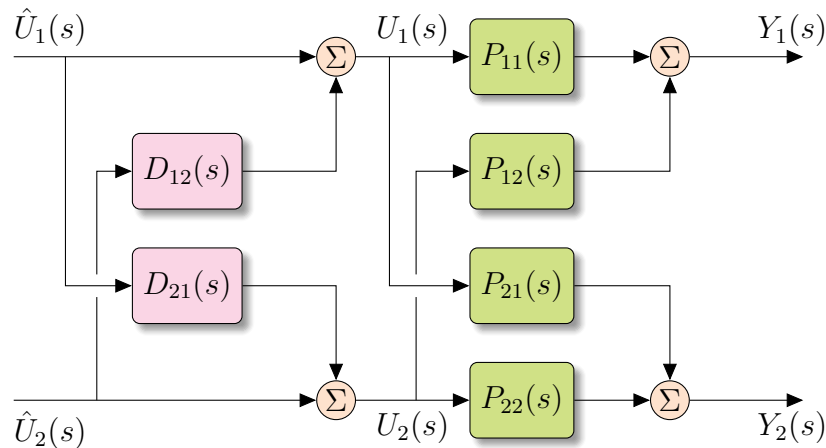 Û₁(s) Σ U₁(s) P₁₁(s) Σ Y₁(s)
D₁₂(s) P₁₂(s)
D₂₁(s) P₂₁(s)
Û₂(s) Σ U₂(s) P₂₂(s) Σ Y₂(s)